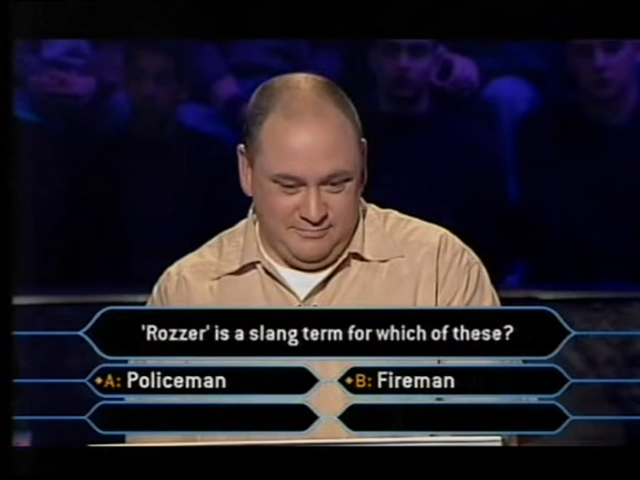 'Rozzer' is a slang term for which of these?
A: Policeman
B: Fireman